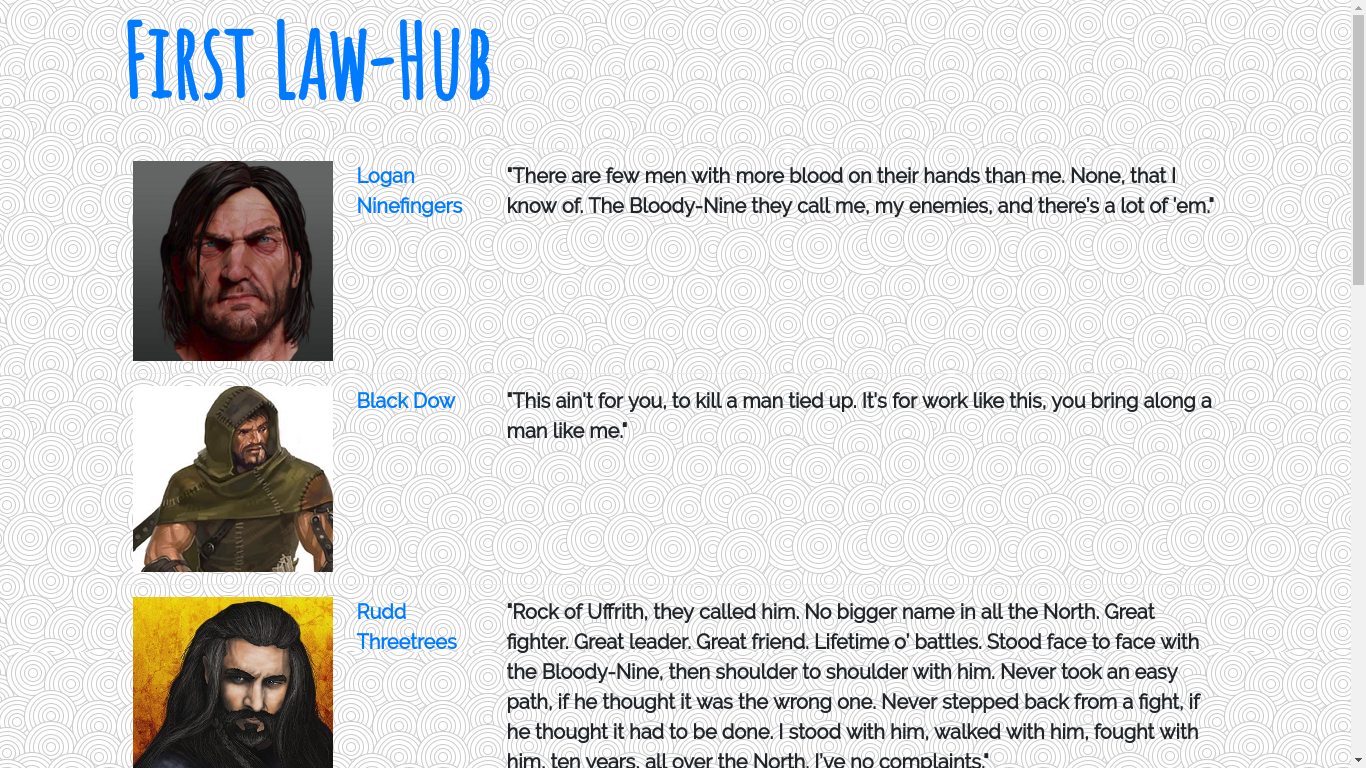 First Law-Hub
Logan
Ninefingers
"There are few men with more blood on their hands than me. None, that I
know of. The Bloody-Nine they call me, my enemies, and there's a lot of 'em."
Black Dow
"This ain't for you, to kill a man tied up. It's for work like this, you bring along a
man like me."
Rudd
Threetrees
"Rock of Uffrith, they called him. No bigger name in all the North. Great
fighter. Great leader. Great friend. Lifetime o' battles. Stood face to face with
the Bloody-Nine, then shoulder to shoulder with him. Never took an easy
path, if he thought it was the wrong one. Never stepped back from a fight, if
he thought it had to be done. I stood with him, walked with him, fought with
him, ten years, all over the North. I've no complaints."